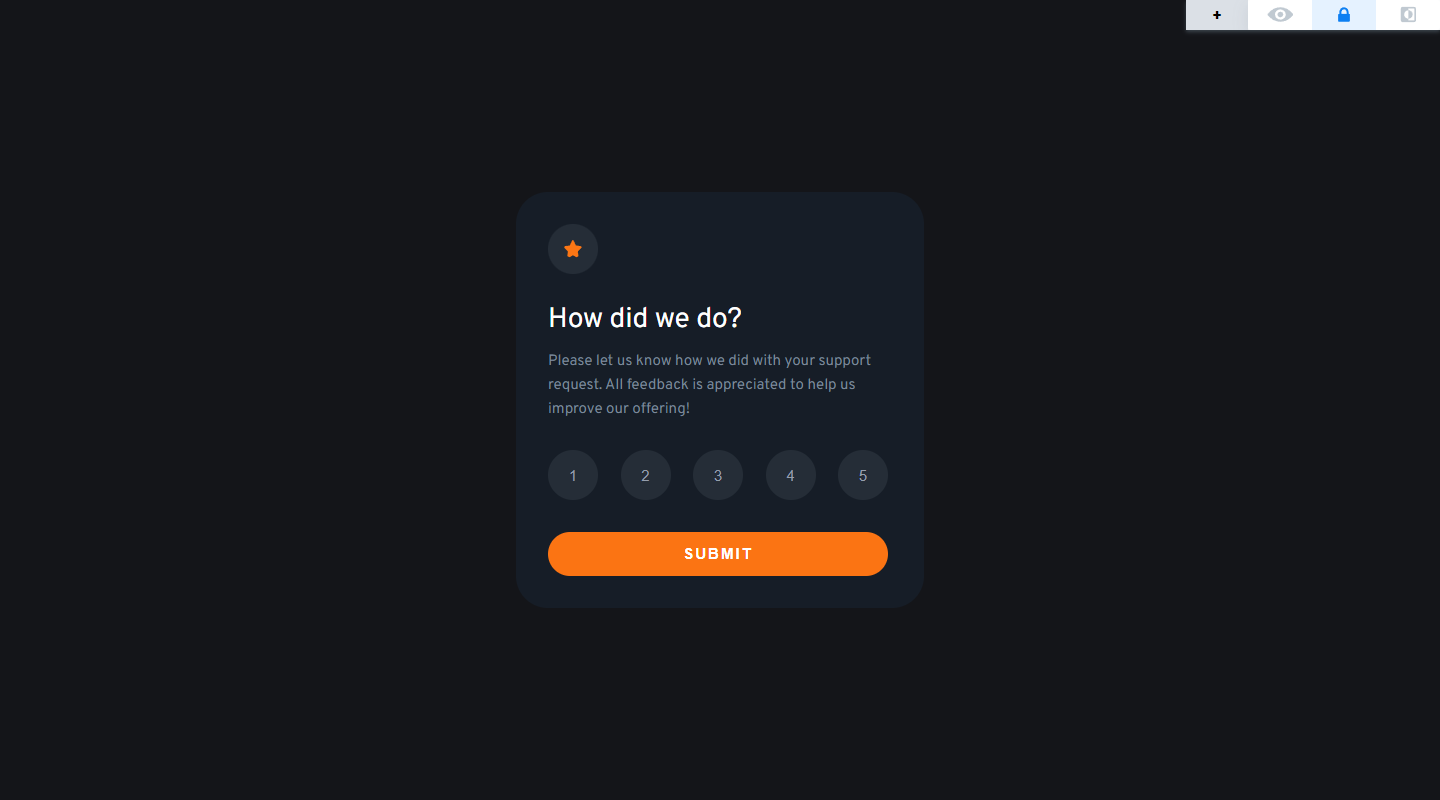 +
How did we do?
Please let us know how we did with your support
request. All feedback is appreciated to help us
improve our offering!
1 2 3 4 5
SUBMIT